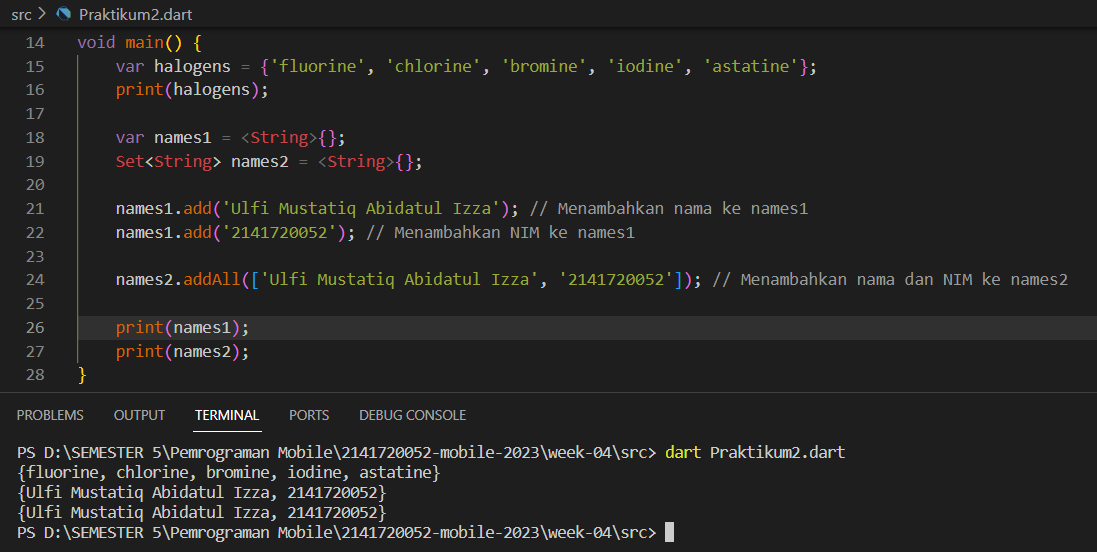 src > Praktikum2.dart
14 void main() {
15 var halogens = {'fluorine', 'chlorine', 'bromine', 'iodine', 'astatine'};
16 print(halogens);
17
18 var names1 = <String>{};
19 Set<String> names2 = <String>{};
20
21 names1.add('Ulfi Mustatiq Abidatul Izza'); // Menambahkan nama ke names1
22 names1.add('2141720052'); // Menambahkan NIM ke names1
23
24 names2.addAll(['Ulfi Mustatiq Abidatul Izza', '2141720052']); // Menambahkan nama dan NIM ke names2
25
26 print(names1);
27 print(names2);
28 }
PROBLEMS OUTPUT TERMINAL PORTS DEBUG CONSOLE
PS D:\SEMESTER 5\Pemrograman Mobile\2141720052-mobile-2023\week-04\src> dart Praktikum2.dart
{fluorine, chlorine, bromine, iodine, astatine}
{Ulfi Mustatiq Abidatul Izza, 2141720052}
{Ulfi Mustatiq Abidatul Izza, 2141720052}
PS D:\SEMESTER 5\Pemrograman Mobile\2141720052-mobile-2023\week-04\src>